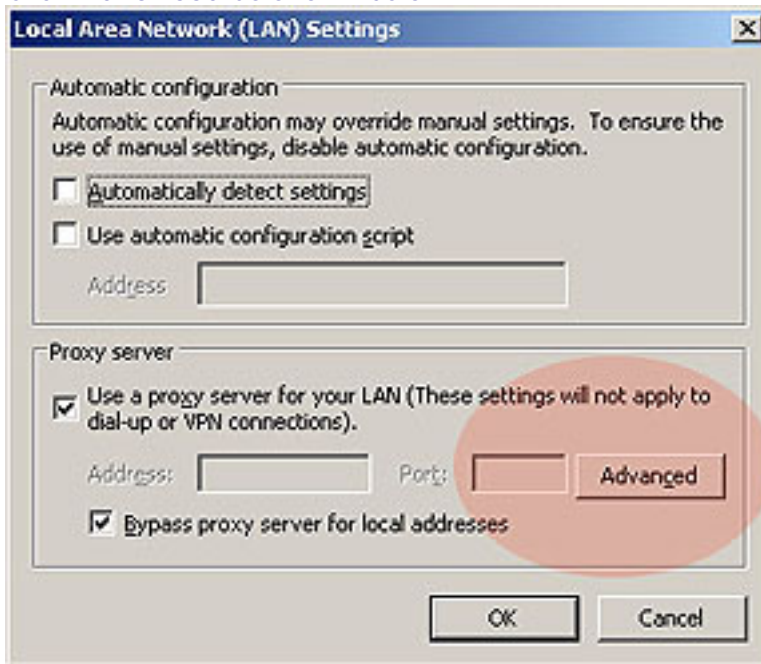 Local Area Network (LAN) Settings
Automatic configuration
Automatic configuration may override manual settings. To ensure the
use of manual settings, disable automatic configuration.
Automatically detect settings
Use automatic configuration script
Address
Proxy server
Use a proxy server for your LAN (These settings will not apply to
dial-up or VPN connections).
Address: Port: Advanced
Bypass proxy server for local addresses
OK Cancel